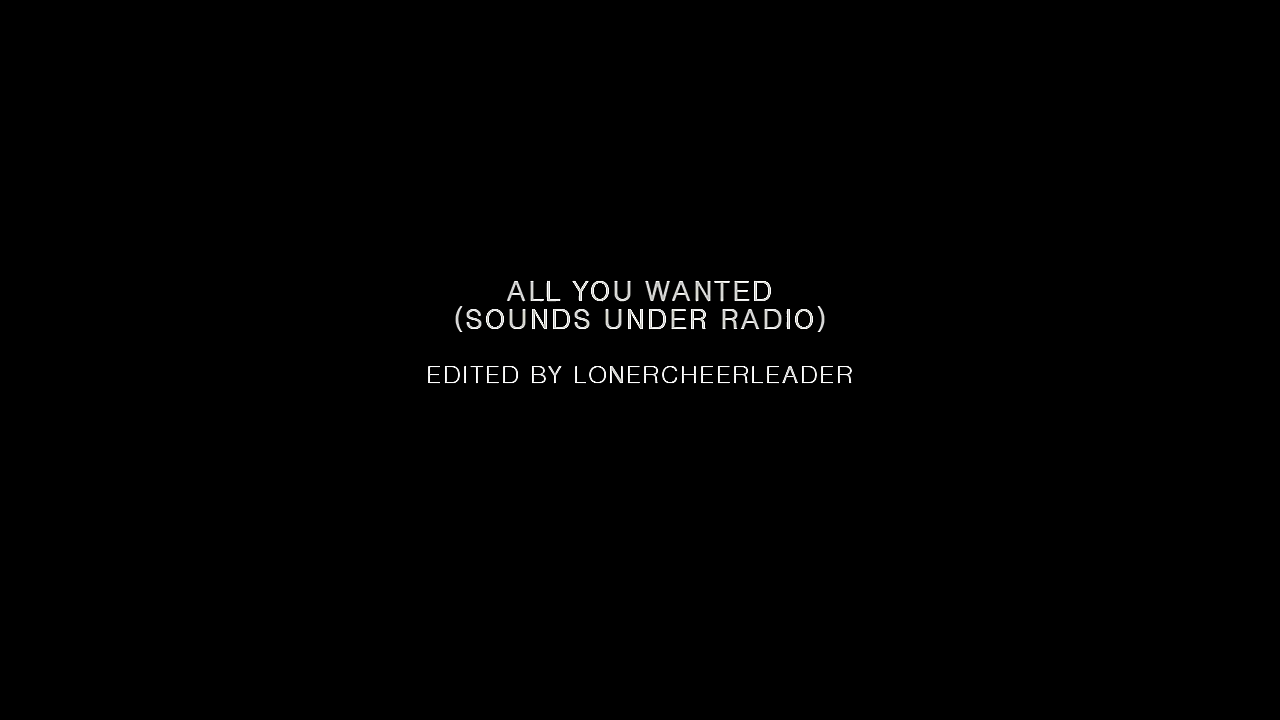 ALL YOU WANTED
(SOUNDS UNDER RADIO)
EDITED BY LONERCHEERLEADER